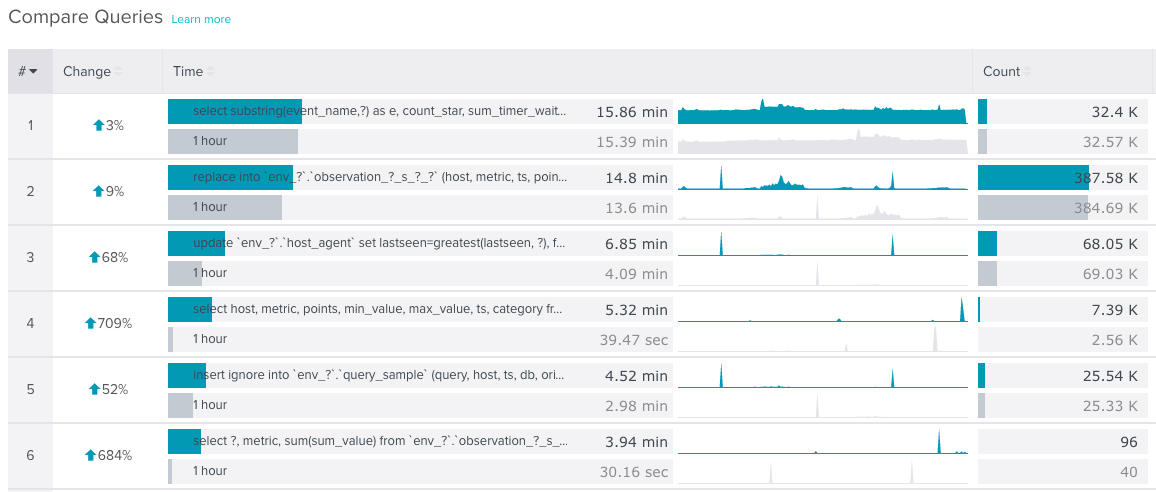 Compare Queries Learn more
# Change Time Count
1 3% select substring(event_name,?) as e, count_star, sum_timer_wait... 15.86 min 32.4 K
1 hour 15.39 min 32.57 K
2 9% replace into `env_?`.`observation_?_s_?_?` (host, metric, ts, poin... 14.8 min 387.58 K
1 hour 13.6 min 384.69 K
3 68% update `env_?`.`host_agent` set lastseen=greatest(lastseen, ?), f... 6.85 min 68.05 K
1 hour 4.09 min 69.03 K
4 709% select host, metric, points, min_value, max_value, ts, category fr... 5.32 min 7.39 K
1 hour 39.47 sec 2.56 K
5 52% insert ignore into `env_?`.`query_sample` (query, host, ts, db, ori... 4.52 min 25.54 K
1 hour 2.98 min 25.33 K
6 684% select ?, metric, sum(sum_value) from `env_?`.`observation_?_s_... 3.94 min 96
1 hour 30.16 sec 40